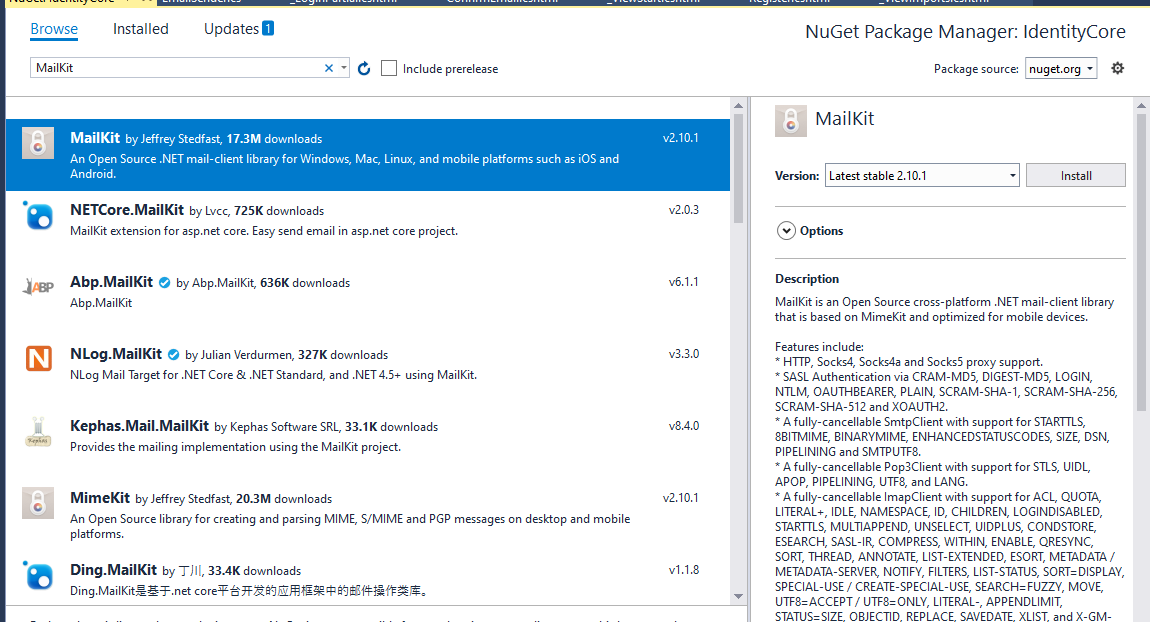 Browse
Installed
Updates 1
NuGet Package Manager: IdentityCore
MailKit
Include prerelease
Package source: nuget.org
MailKit by Jeffrey Stedfast, 17.3M downloads
v2.10.1
An Open Source .NET mail-client library for Windows, Mac, Linux, and mobile platforms such as iOS and
Android.
NETCore.MailKit by Lvcc, 725K downloads
v2.0.3
MailKit extension for asp.net core. Easy send email in asp.net core project.
Abp.MailKit by Abp.MailKit, 636K downloads
v6.1.1
Abp.MailKit
NLog.MailKit by Julian Verdurmen, 327K downloads
v3.3.0
NLog Mail Target for .NET Core & .NET Standard, and .NET 4.5+ using MailKit.
Kephas.Mail.MailKit by Kephas Software SRL, 33.1K downloads
v8.4.0
Provides the mailing implementation using the MailKit project.
MimeKit by Jeffrey Stedfast, 20.3M downloads
v2.10.1
An Open Source library for creating and parsing MIME, S/MIME and PGP messages on desktop and mobile
platforms.
Ding.MailKit by 丁川, 33.4K downloads
v1.1.8
Ding.MailKit是基于.net core平台开发的应用框架中的邮件操作类库。
MailKit
Version: Latest stable 2.10.1
Install
Options
Description
MailKit is an Open Source cross-platform .NET mail-client library
that is based on MimeKit and optimized for mobile devices.
Features include:
* HTTP, Socks4, Socks4a and Socks5 proxy support.
* SASL Authentication via CRAM-MD5, DIGEST-MD5, LOGIN,
NTLM, OAUTHBEARER, PLAIN, SCRAM-SHA-1, SCRAM-SHA-256,
SCRAM-SHA-512 and XOAUTH2.
* A fully-cancellable SmtpClient with support for STARTTLS,
8BITMIME, BINARYMIME, ENHANCEDSTATUSCODES, SIZE, DSN,
PIPELINING and SMTPUTF8.
* A fully-cancellable Pop3Client with support for STLS, UIDL,
APOP, PIPELINING, UTF8, and LANG.
* A fully-cancellable ImapClient with support for ACL, QUOTA,
LITERAL+, IDLE, NAMESPACE, ID, CHILDREN, LOGINDISABLED,
STARTTLS, MULTIAPPEND, UNSELECT, UIDPLUS, CONDSTORE,
ESEARCH, SASL-IR, COMPRESS, WITHIN, ENABLE, QRESYNC,
SORT, THREAD, ANNOTATE, LIST-EXTENDED, ESORT, METADATA /
METADATA-SERVER, NOTIFY, FILTERS, LIST-STATUS, SORT=DISPLAY,
SPECIAL-USE / CREATE-SPECIAL-USE, SEARCH=FUZZY, MOVE,
UTF8=ACCEPT / UTF8=ONLY, LITERAL-, APPENDLIMIT,
STATUS=SIZE, OBJECTID, REPLACE, SAVEDATE, XLIST, and X-GM-